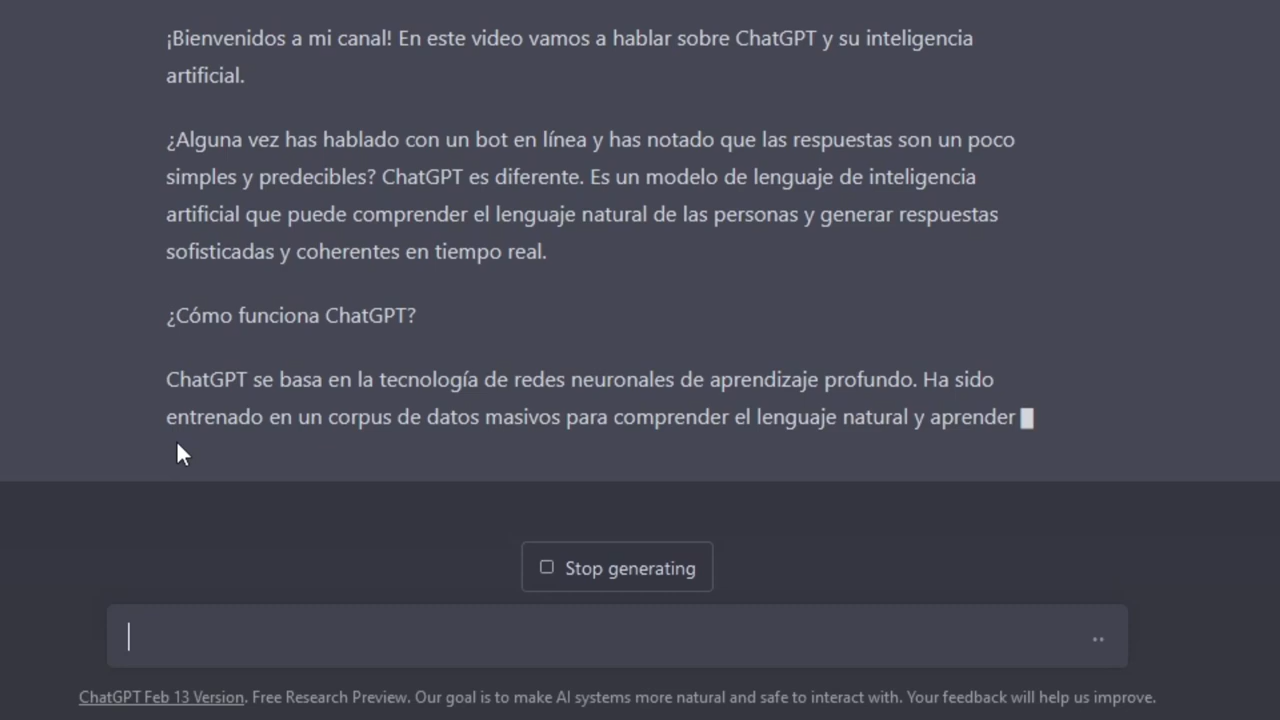 ¡Bienvenidos a mi canal! En este video vamos a hablar sobre ChatGPT y su inteligencia
artificial.
¿Alguna vez has hablado con un bot en línea y has notado que las respuestas son un poco
simples y predecibles? ChatGPT es diferente. Es un modelo de lenguaje de inteligencia
artificial que puede comprender el lenguaje natural de las personas y generar respuestas
sofisticadas y coherentes en tiempo real.
¿Cómo funciona ChatGPT?
ChatGPT se basa en la tecnología de redes neuronales de aprendizaje profundo. Ha sido
entrenado en un corpus de datos masivos para comprender el lenguaje natural y aprender
Stop generating
ChatGPT Feb 13 Version. Free Research Preview. Our goal is to make AI systems more natural and safe to interact with. Your feedback will help us improve.